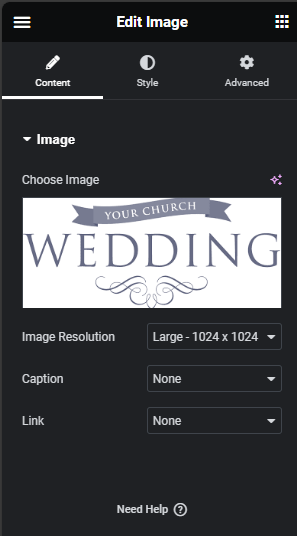 Edit Image
Content Style Advanced
Image
Choose Image
YOUR CHURCH
WEDDING
Image Resolution Large - 1024 x 1024
Caption None
Link None
Need Help ?